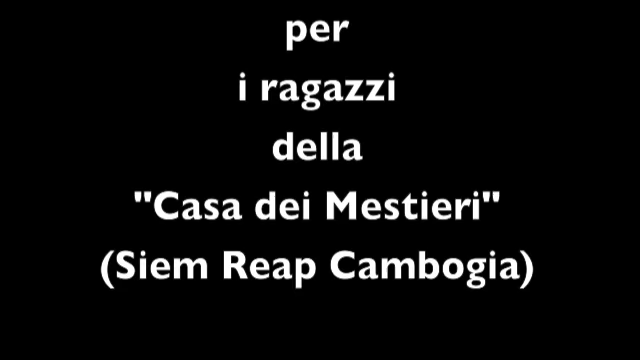 per
i ragazzi
della
"Casa dei Mestieri"
(Siem Reap Cambogia)